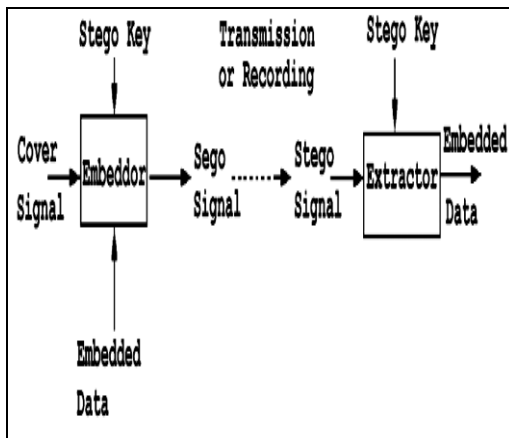 Stego Key
Transmission
or Recording
Stego Key
Cover
Signal
Embeddor
Sego
Signal
Stego
Signal
Extractor
Embedded
Data
Embedded
Data